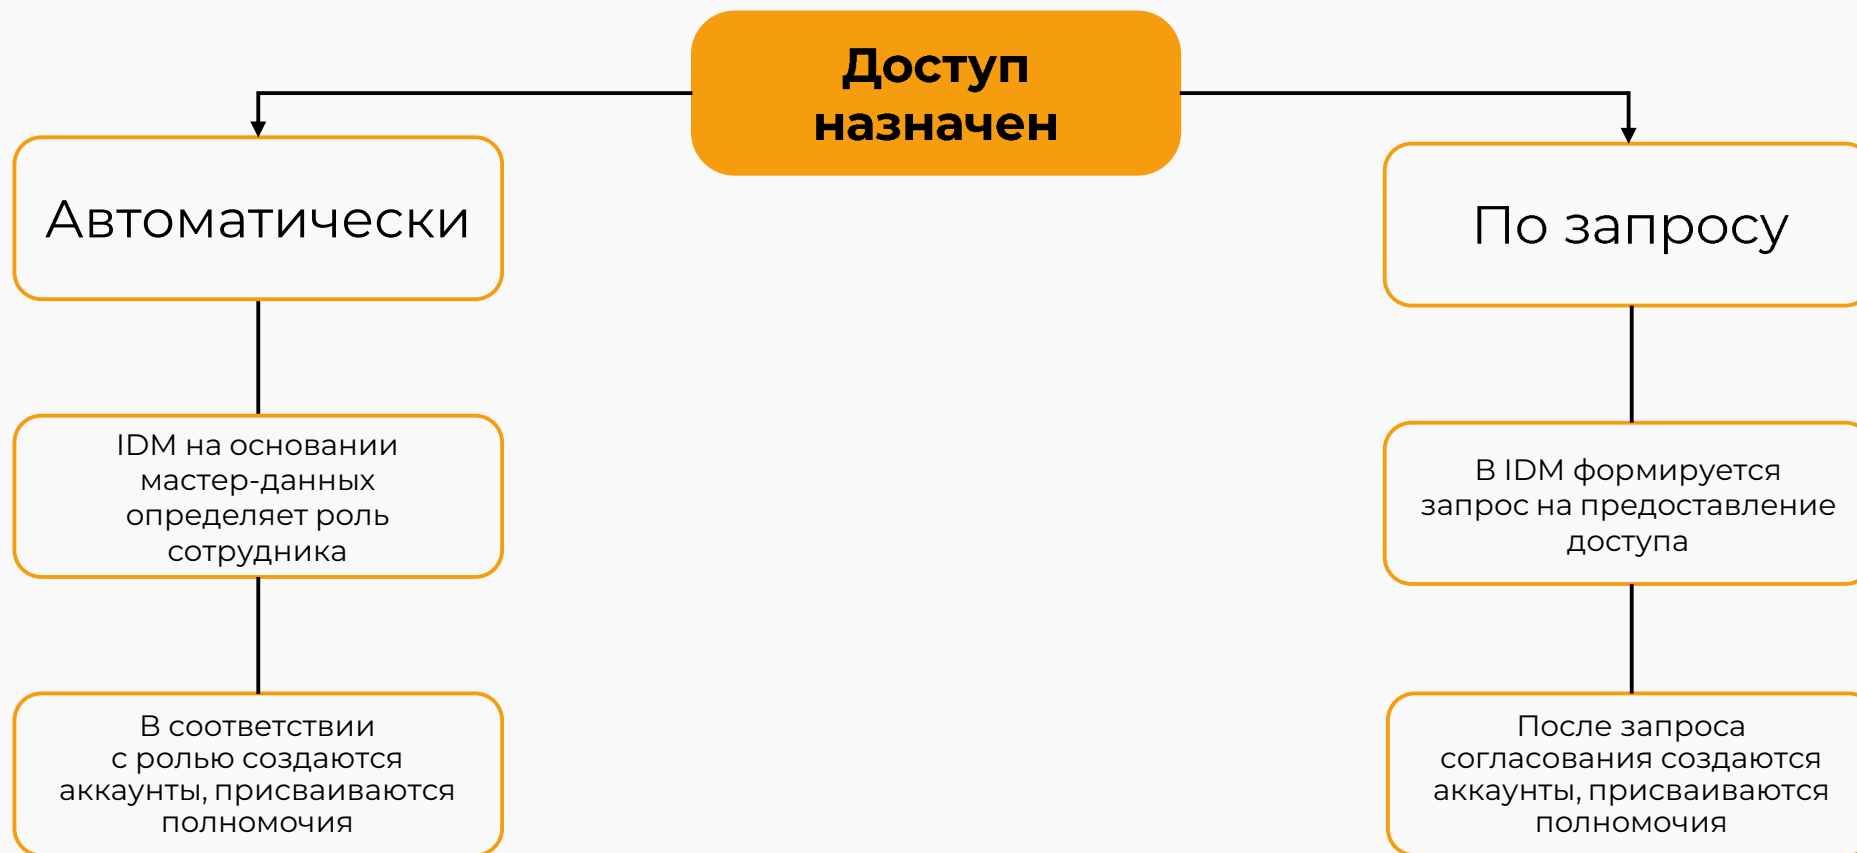 Доступ
назначен
Автоматически
По запросу
IDM на основании
мастер-данных
определяет роль
сотрудника
В IDM формируется
запрос на предоставление
доступа
В соответствии
с ролью создаются
аккаунты, присваиваются
полномочия
После запроса
согласования создаются
аккаунты, присваиваются
полномочия